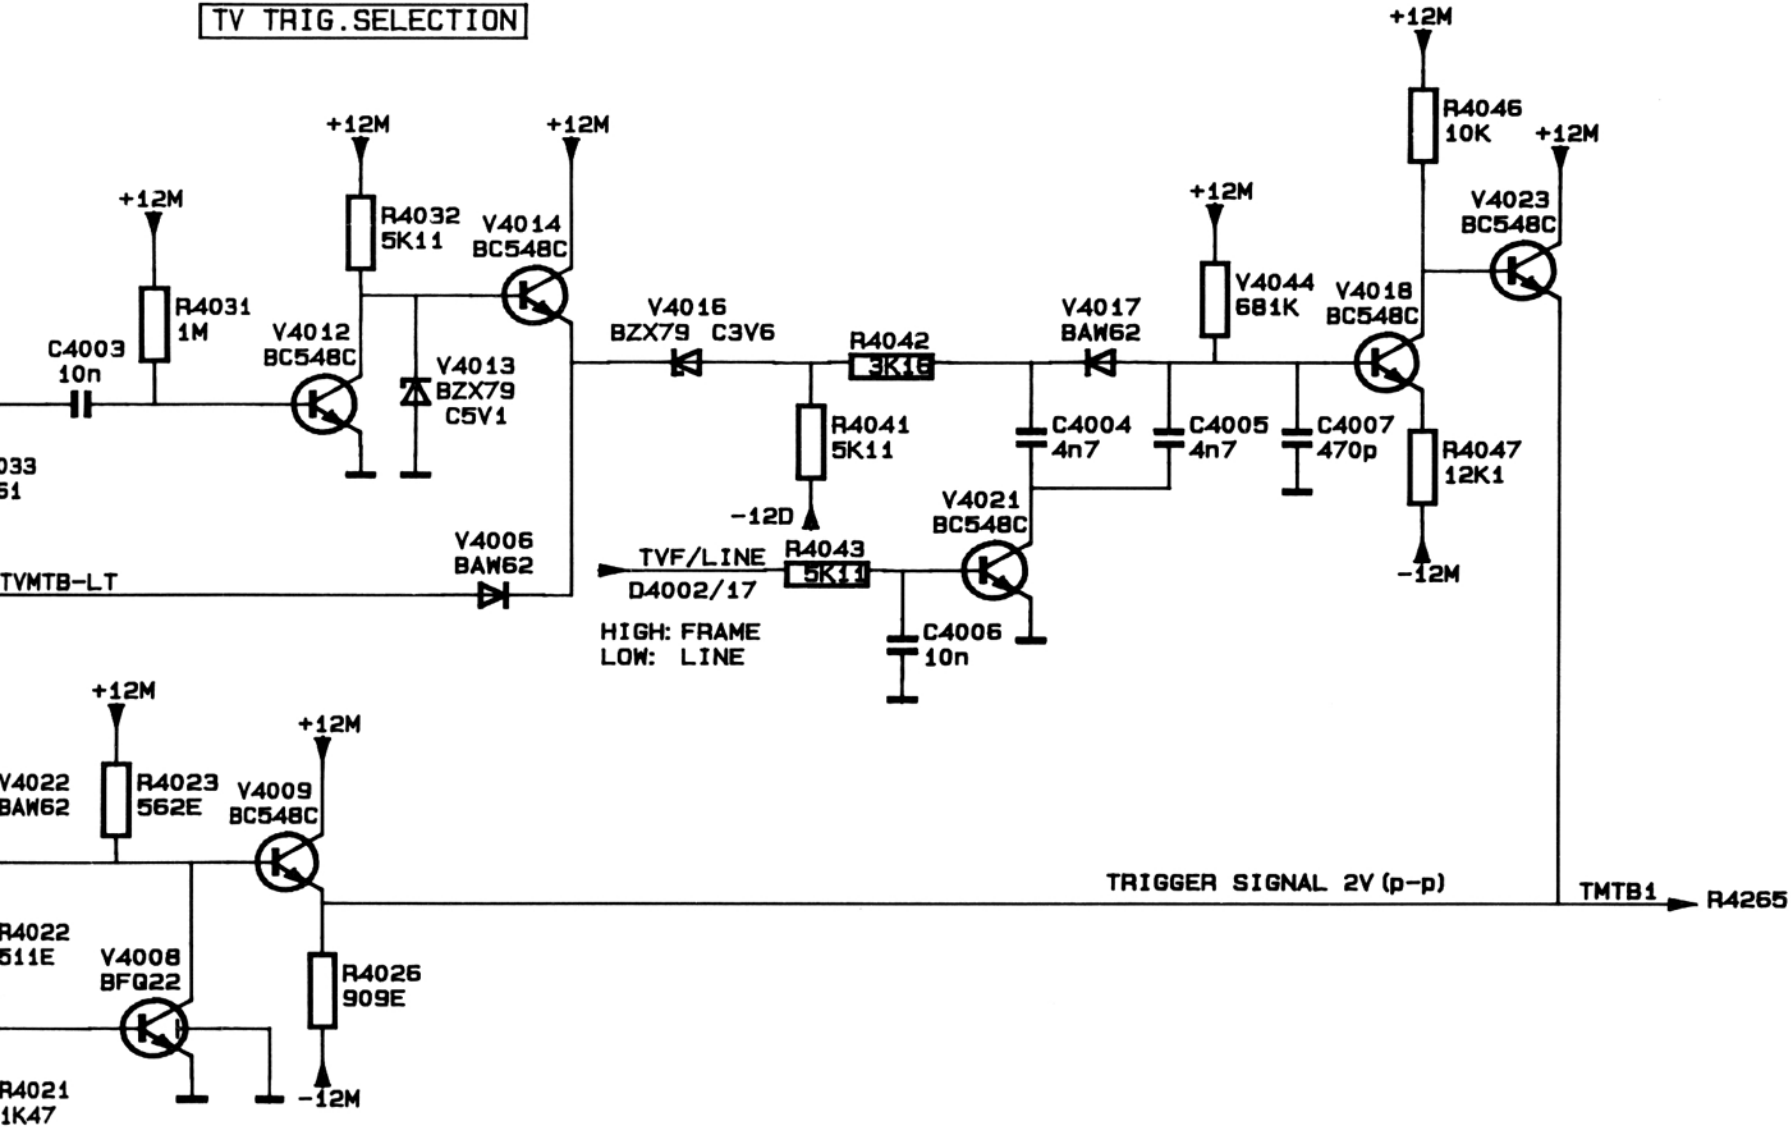 TV TRIG.SELECTION
+12M
+12M
+12M
+12M
R4046
10K
+12M
+12M
+12M
R4032
5K11
V4014
BC548C
V4023
BC548C
R4031
1M
V4012
BC548C
C4003
10n
V4013
BZX79
C5V1
V4016
BZX79 C3V6
R4042
3K16
V4017
BAW62
V4044
681K
V4018
BC548C
R4041
5K11
-12D
C4004
4n7
C4005
4n7
C4007
470p
R4047
12K1
-12M
033
51
V4021
BC548C
V4006
BAW62
TVMTB-LT
TVF/LINE
D4002/17
R4043
5K11
HIGH: FRAME
LOW: LINE
C4006
10n
+12M
+12M
V4022
BAW62
R4023
562E
V4009
BC548C
TRIGGER SIGNAL 2V(p-p)
TMTB1
R4265
R4022
511E
V4008
BFQ22
R4026
909E
-12M
R4021
1K47